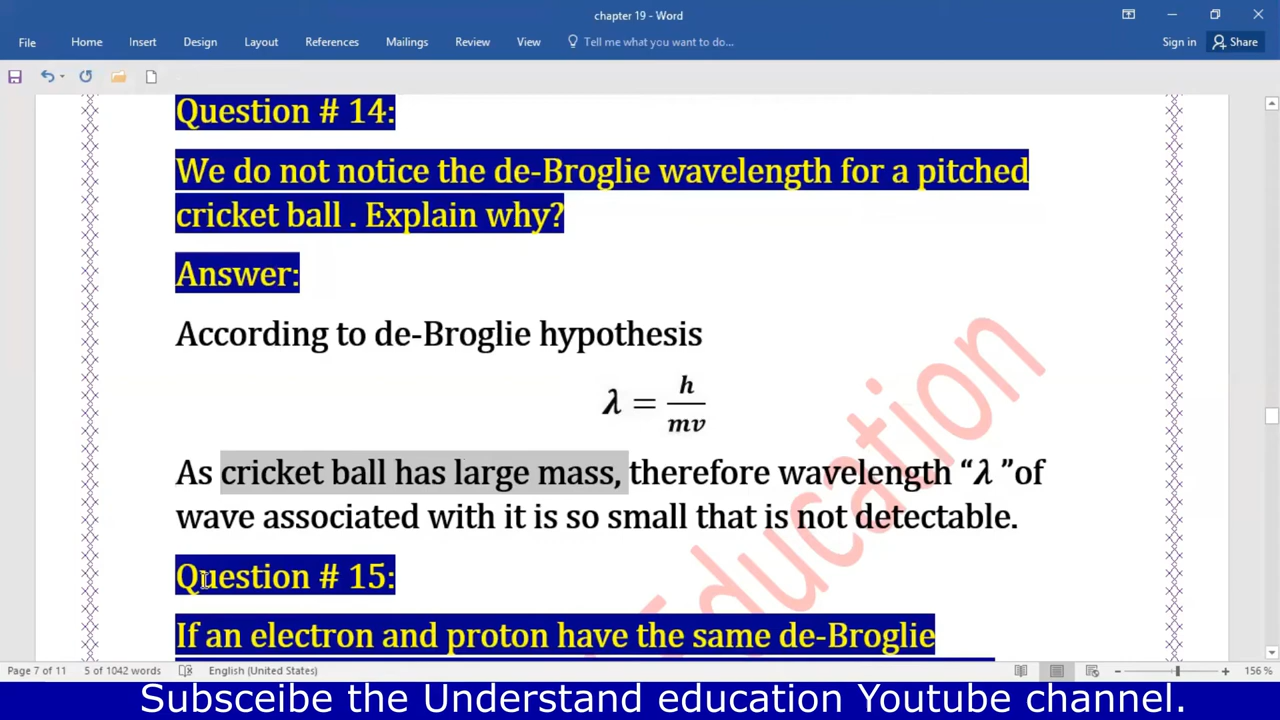 chapter 19 - Word
File Home Insert Design Layout References Mailings Review View Tell me what you want to do... Sign in Share
Question # 14:
We do not notice the de-Broglie wavelength for a pitched
cricket ball . Explain why?
Answer:
According to de-Broglie hypothesis
λ = h/mv
As cricket ball has large mass, therefore wavelength “λ ”of
wave associated with it is so small that is not detectable.
Question # 15:
If an electron and proton have the same de-Broglie
Education
Page 7 of 11 5 of 1042 words English (United States) 156 %
Subsceibe the Understand education Youtube channel.